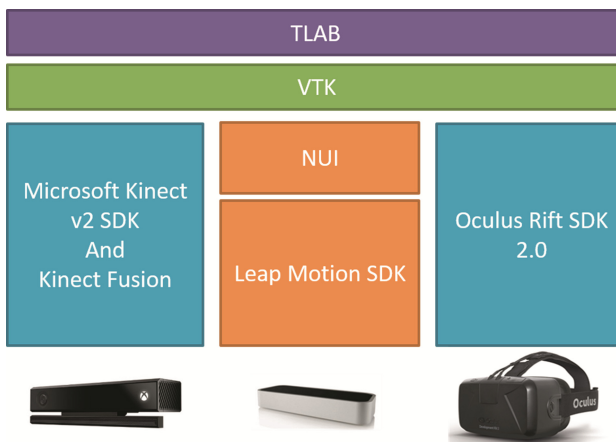 TLAB
VTK
Microsoft Kinect
v2 SDK
And
Kinect Fusion
NUI
Leap Motion SDK
Oculus Rift SDK
2.0
Oculus